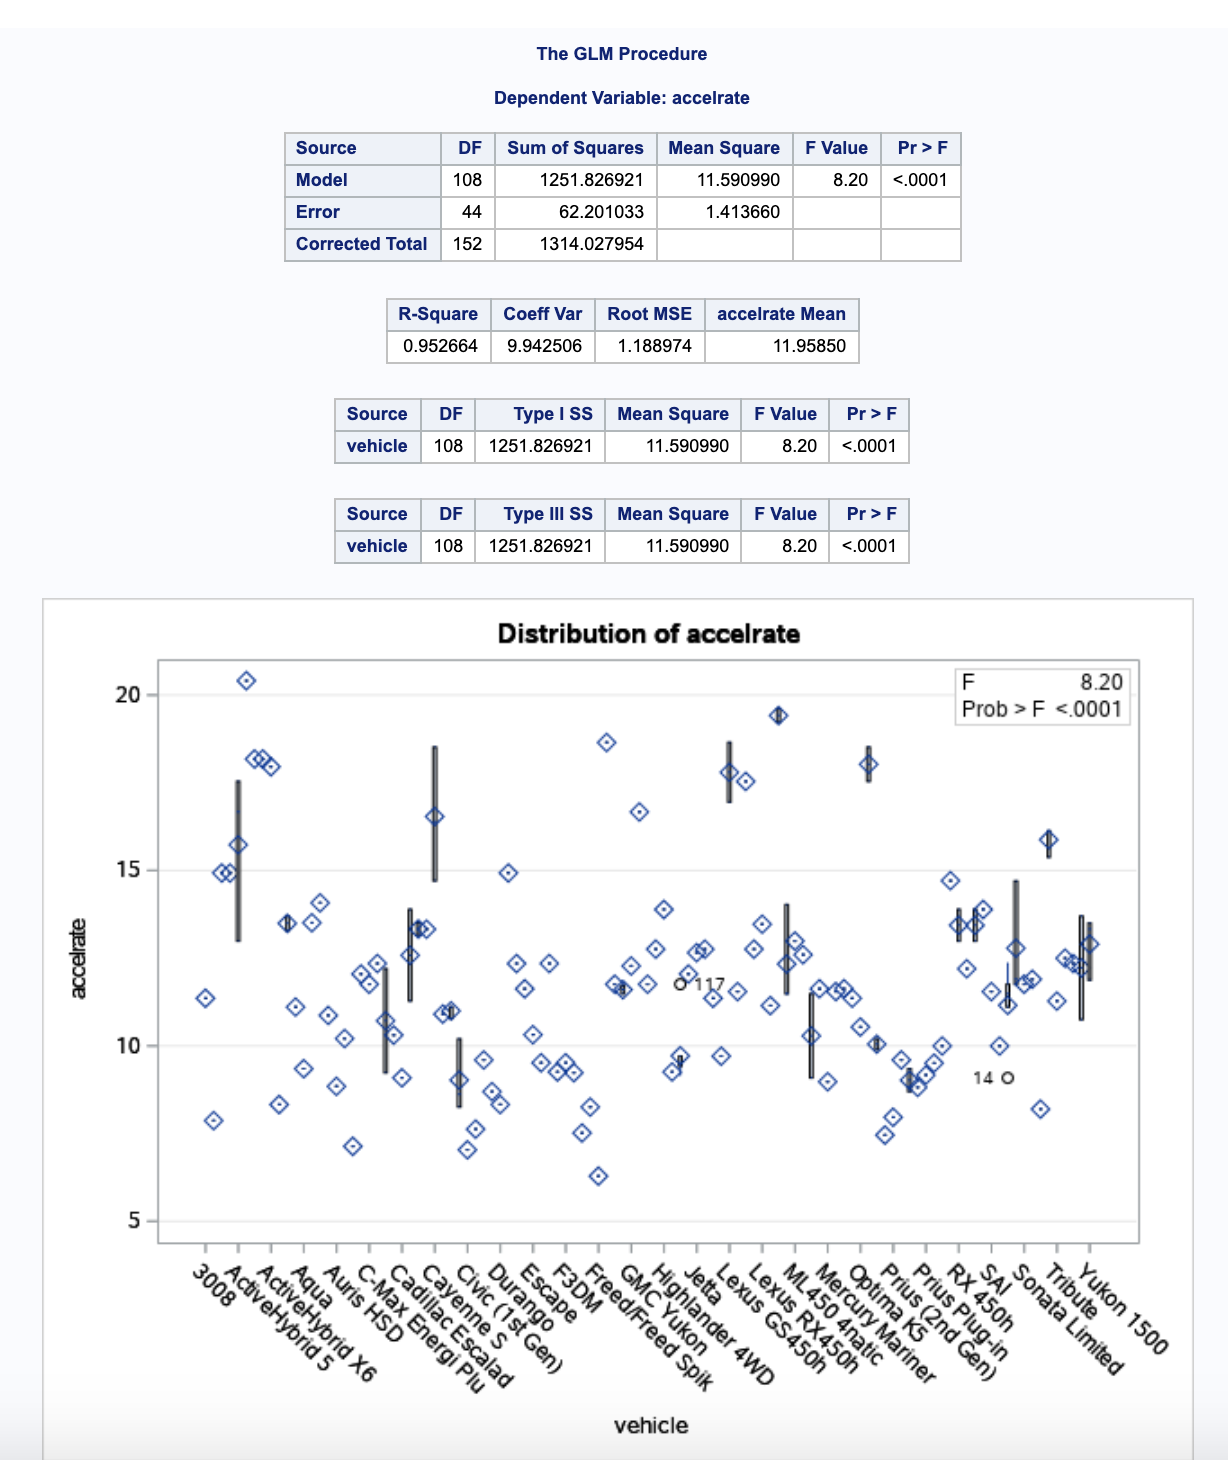 The GLM Procedure
Dependent Variable: accelrate
Source DF Sum of Squares Mean Square F Value Pr > F
Model 108 1251.826921 11.590990 8.20 <.0001
Error 44 62.201033 1.413660
Corrected Total 152 1314.027954
R-Square Coeff Var Root MSE accelrate Mean
0.952664 9.942506 1.188974 11.95850
Source DF Type I SS Mean Square F Value Pr > F
vehicle 108 1251.826921 11.590990 8.20 <.0001
Source DF Type III SS Mean Square F Value Pr > F
vehicle 108 1251.826921 11.590990 8.20 <.0001
Distribution of accelrate
F 8.20
Prob > F <.0001
20
15
10
5
accelrate
117
14
3008
ActiveHybrid 5
ActiveHybrid X6
Aqua
Auris HSD
C-Max Energi Plu
Cadillac Escalad
Cayenne S
Civic (1st Gen)
Durango
Escape
F3DM
Freed/Freed Spik
GMC Yukon
Highlander 4WD
Jetta
Lexus GS450h
Lexus RX450h
ML450 4natic
Mercury Mariner
Optima K5
Prius (2nd Gen)
Prius Plug-in
RX 450h
SAI
Sonata Limited
Tribute
Yukon 1500
vehicle